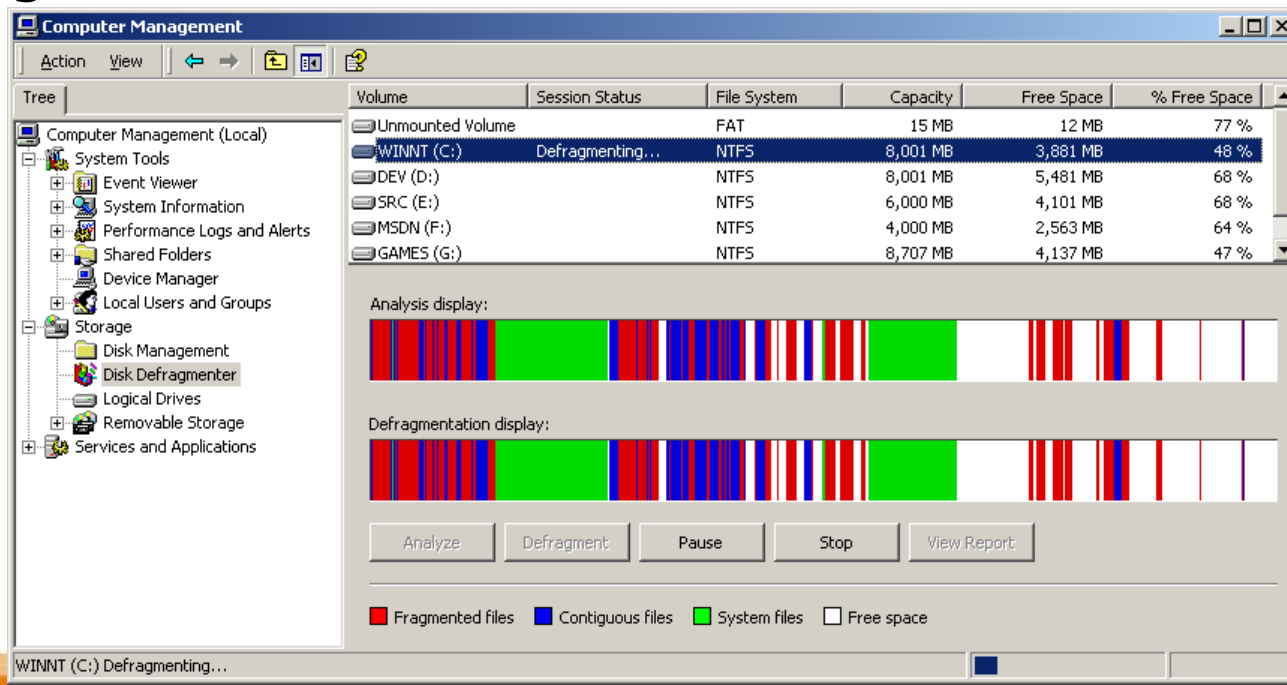 Computer Management
Action View
Tree
Volume Session Status File System Capacity Free Space % Free Space
Unmounted Volume FAT 15 MB 12 MB 77 %
WINNT (C:) Defragmenting... NTFS 8,001 MB 3,881 MB 48 %
DEV (D:) NTFS 8,001 MB 5,481 MB 68 %
SRC (E:) NTFS 6,000 MB 4,101 MB 68 %
MSDN (F:) NTFS 4,000 MB 2,563 MB 64 %
GAMES (G:) NTFS 8,707 MB 4,137 MB 47 %
Computer Management (Local)
System Tools
Event Viewer
System Information
Performance Logs and Alerts
Shared Folders
Device Manager
Local Users and Groups
Storage
Disk Management
Disk Defragmenter
Logical Drives
Removable Storage
Services and Applications
Analysis display:
Defragmentation display:
Analyze Defragment Pause Stop View Report
Fragmented files Contiguous files System files Free space
WINNT (C:) Defragmenting...